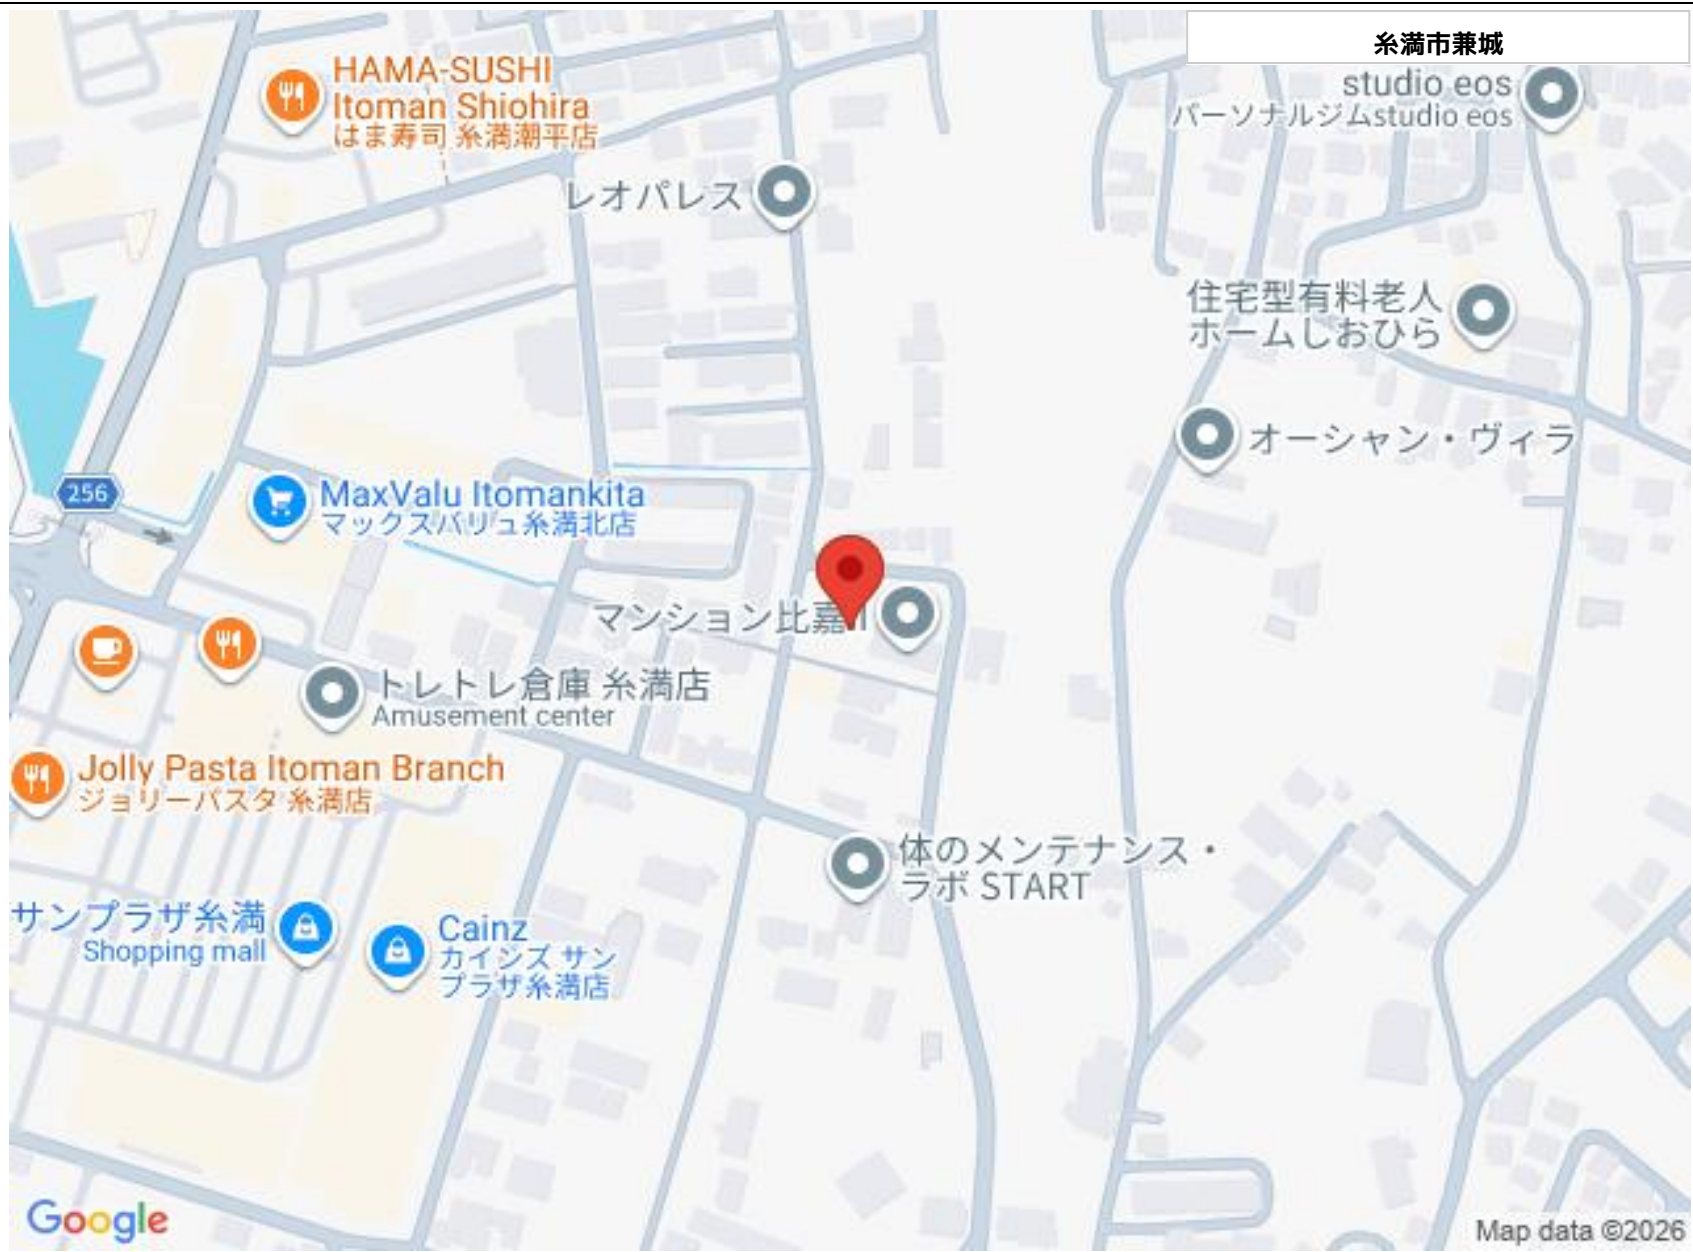 糸満市兼城
HAMA-SUSHI
Itoman Shiohira
はま寿司 糸満潮平店
studio eos
パーソナルジムstudio eos
レオパレス
住宅型有料老人
ホームしおひら
オーシャン・ヴィラ
256
MaxValu Itomankita
マックスバリュ糸満北店
マンション比嘉II
トレトレ倉庫 糸満店
Amusement center
Jolly Pasta Itoman Branch
ジョリーパスタ 糸満店
体のメンテナンス・
ラボ START
サンプラザ糸満
Shopping mall
Cainz
カインズ サン
プラザ糸満店
Google
Map data ©2026